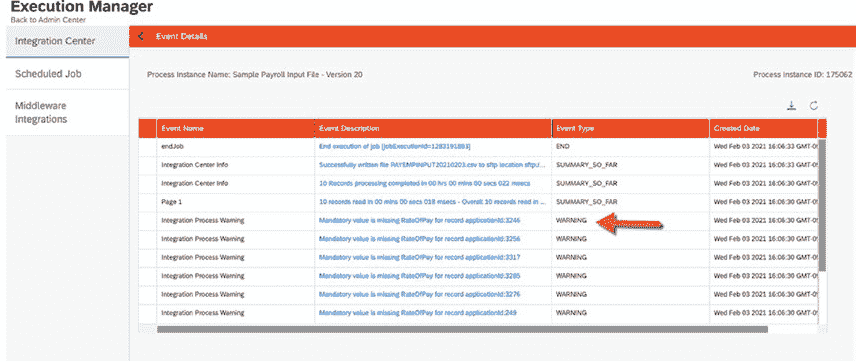 Execution Manager
Back to Admin Center
Integration Center
Event Details
Scheduled Job
Process Instance Name: Sample Payroll Input File - Version 20
Process Instance ID: 175062
Middleware
Integrations
Event Name Event Description Event Type Created Date
endJob End execution of job [jobExecutionId=1283191883] END Wed Feb 03 2021 16:06:33 GMT-0
Integration Center Info Successfully written file PAYEMPINPUT20210203.csv to sftp location sftp:/... SUMMARY_SO_FAR Wed Feb 03 2021 16:06:33 GMT-0
Integration Center Info 10 Records processing completed in 00 hrs 00 mins 00 secs 022 msecs SUMMARY_SO_FAR Wed Feb 03 2021 16:06:30 GMT-0
Page 1 10 records read in 00 mins 00 secs 018 msecs - Overall 10 records read in ... SUMMARY_SO_FAR Wed Feb 03 2021 16:06:30 GMT-0
Integration Process Warning Mandatory value is missing RateOfPay for record applicationId:3246 WARNING Wed Feb 03 2021 16:06:30 GMT-0
Integration Process Warning Mandatory value is missing RateOfPay for record applicationId:3256 WARNING Wed Feb 03 2021 16:06:30 GMT-0
Integration Process Warning Mandatory value is missing RateOfPay for record applicationId:3317 WARNING Wed Feb 03 2021 16:06:30 GMT-0
Integration Process Warning Mandatory value is missing RateOfPay for record applicationId:3285 WARNING Wed Feb 03 2021 16:06:30 GMT-0
Integration Process Warning Mandatory value is missing RateOfPay for record applicationId:3276 WARNING Wed Feb 03 2021 16:06:30 GMT-0
Integration Process Warning Mandatory value is missing RateOfPay for record applicationId:249 WARNING Wed Feb 03 2021 16:06:30 GMT-0